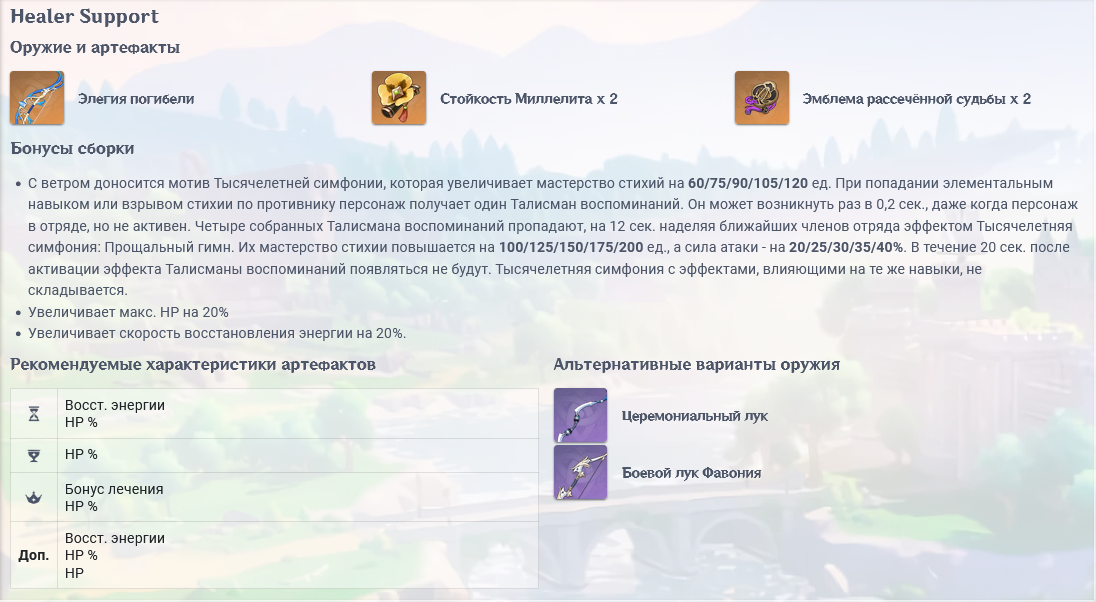 Healer Support
Оружие и артефакты
Элегия погибели
Стойкость Миллелита x 2
Эмблема рассечённой судьбы x 2
Бонусы сборки
• С ветром доносится мотив Тысячелетней симфонии, которая увеличивает мастерство стихий на 60/75/90/105/120 ед. При попадании элементальным
навыком или взрывом стихии по противнику персонаж получает один Талисман воспоминаний. Он может возникнуть раз в 0,2 сек., даже когда персонаж
в отряде, но не активен. Четыре собранных Талисмана воспоминаний пропадают, на 12 сек. наделяя ближайших членов отряда эффектом Тысячелетняя
симфония: Прощальный гимн. Их мастерство стихии повышается на 100/125/150/175/200 ед., а сила атаки - на 20/25/30/35/40%. В течение 20 сек. после
активации эффекта Талисманы воспоминаний появляться не будут. Тысячелетняя симфония с эффектами, влияющими на те же навыки, не
складывается.
• Увеличивает макс. HP на 20%
• Увеличивает скорость восстановления энергии на 20%.
Рекомендуемые характеристики артефактов
Восст. энергии
HP %
HP %
Бонус лечения
HP %
Доп.
Восст. энергии
HP %
HP
Альтернативные варианты оружия
Церемониальный лук
Боевой лук Фавония